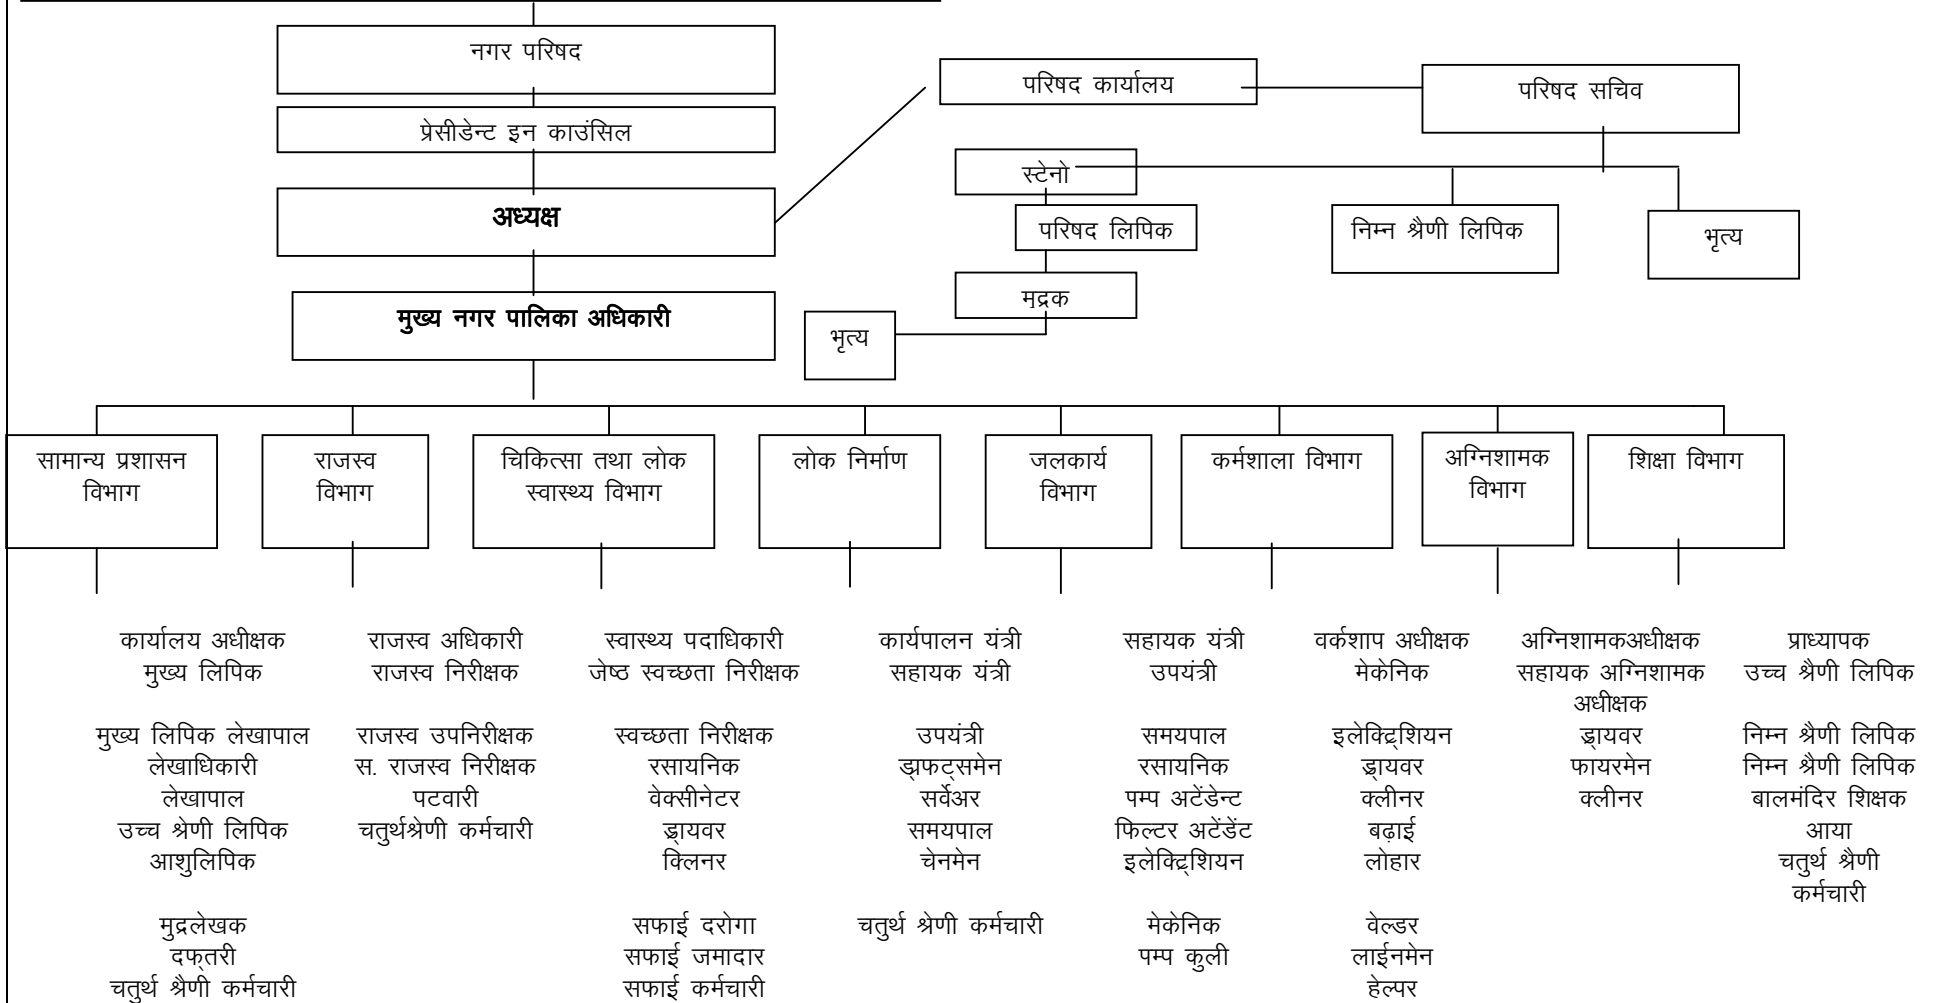 नगर परिषद
परिषद कार्यालय
परिषद सचिव
प्रेसीडेन्ट इन काउंसिल
स्टेनो
अध्यक्ष
परिषद लिपिक
निम्न श्रैणी लिपिक
भृत्य
मुद्रक
मुख्य नगर पालिका अधिकारी
भृत्य
सामान्य प्रशासन
विभाग
राजस्व
विभाग
चिकित्सा तथा लोक
स्वास्थ्य विभाग
लोक निर्माण
जलकार्य
विभाग
कर्मशाला विभाग
अग्निशामक
विभाग
शिक्षा विभाग
कार्यालय अधीक्षक
मुख्य लिपिक
मुख्य लिपिक लेखापाल
लेखाधिकारी
लेखापाल
उच्च श्रेणी लिपिक
आशुलिपिक
मुद्रलेखक
दफ्तरी
चतुर्थ श्रैणी कर्मचारी
राजस्व अधिकारी
राजस्व निरीक्षक
राजस्व उपनिरीक्षक
स. राजस्व निरीक्षक
पटवारी
चतुर्थश्रेणी कर्मचारी
स्वास्थ्य पदाधिकारी
जेष्ठ स्वच्छता निरीक्षक
स्वच्छता निरीक्षक
रसायनिक
वेक्सीनेटर
ड्रायवर
क्लिनर
सफाई दरोगा
सफाई जमादार
सफाई कर्मचारी
कार्यपालन यंत्री
सहायक यंत्री
उपयंत्री
ड्राफ्ट्समेन
सर्वेअर
समयपाल
चेनमेन
चतुर्थ श्रेणी कर्मचारी
सहायक यंत्री
उपयंत्री
समयपाल
रसायनिक
पम्प अटेंडेन्ट
फिल्टर अटेंडेंट
इलेक्ट्रिशियन
मेकेनिक
पम्प कुली
वर्कशाप अधीक्षक
मेकेनिक
इलेक्ट्रिशियन
ड्रायवर
क्लीनर
बढ़ाई
लोहार
वेल्डर
लाईनमेन
हेल्पर
अग्निशामकअधीक्षक
सहायक अग्निशामक
अधीक्षक
ड्रायवर
फायरमेन
क्लीनर
प्राध्यापक
उच्च श्रैणी लिपिक
निम्न श्रैणी लिपिक
निम्न श्रैणी लिपिक
बालमंदिर शिक्षक
आया
चतुर्थ श्रैणी
कर्मचारी